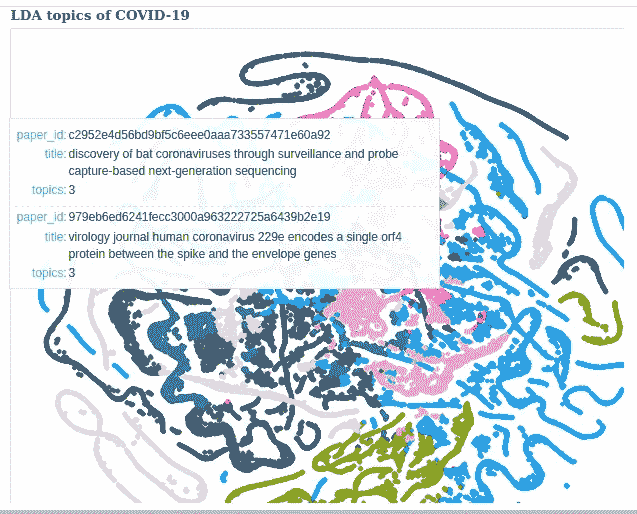 LDA topics of COVID-19
paper_id: c2952e4d56bd9bf5c6eee0aaa733557471e60a92
title: discovery of bat coronaviruses through surveillance and probe
capture-based next-generation sequencing
topics: 3
paper_id: 979eb6ed6241fecc3000a963222725a6439b2e19
title: virology journal human coronavirus 229e encodes a single orf4
protein between the spike and the envelope genes
topics: 3